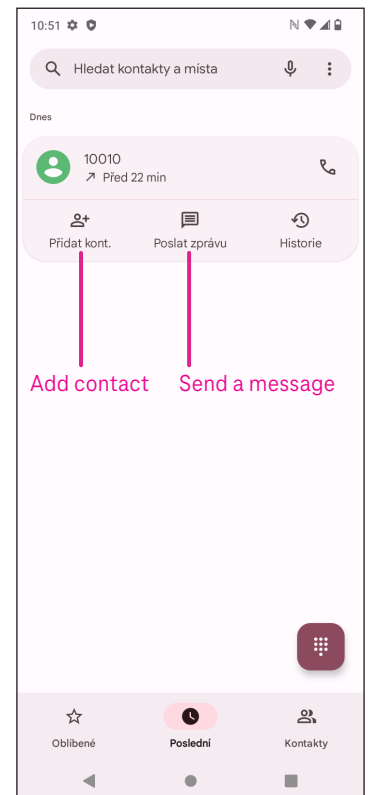 10:51
Hledat kontakty a místa
Dnes
10010
Před 22 min
Přidat kont.
Poslat zprávu
Historie
Add contact
Send a message
Oblíbené
Poslední
Kontakty